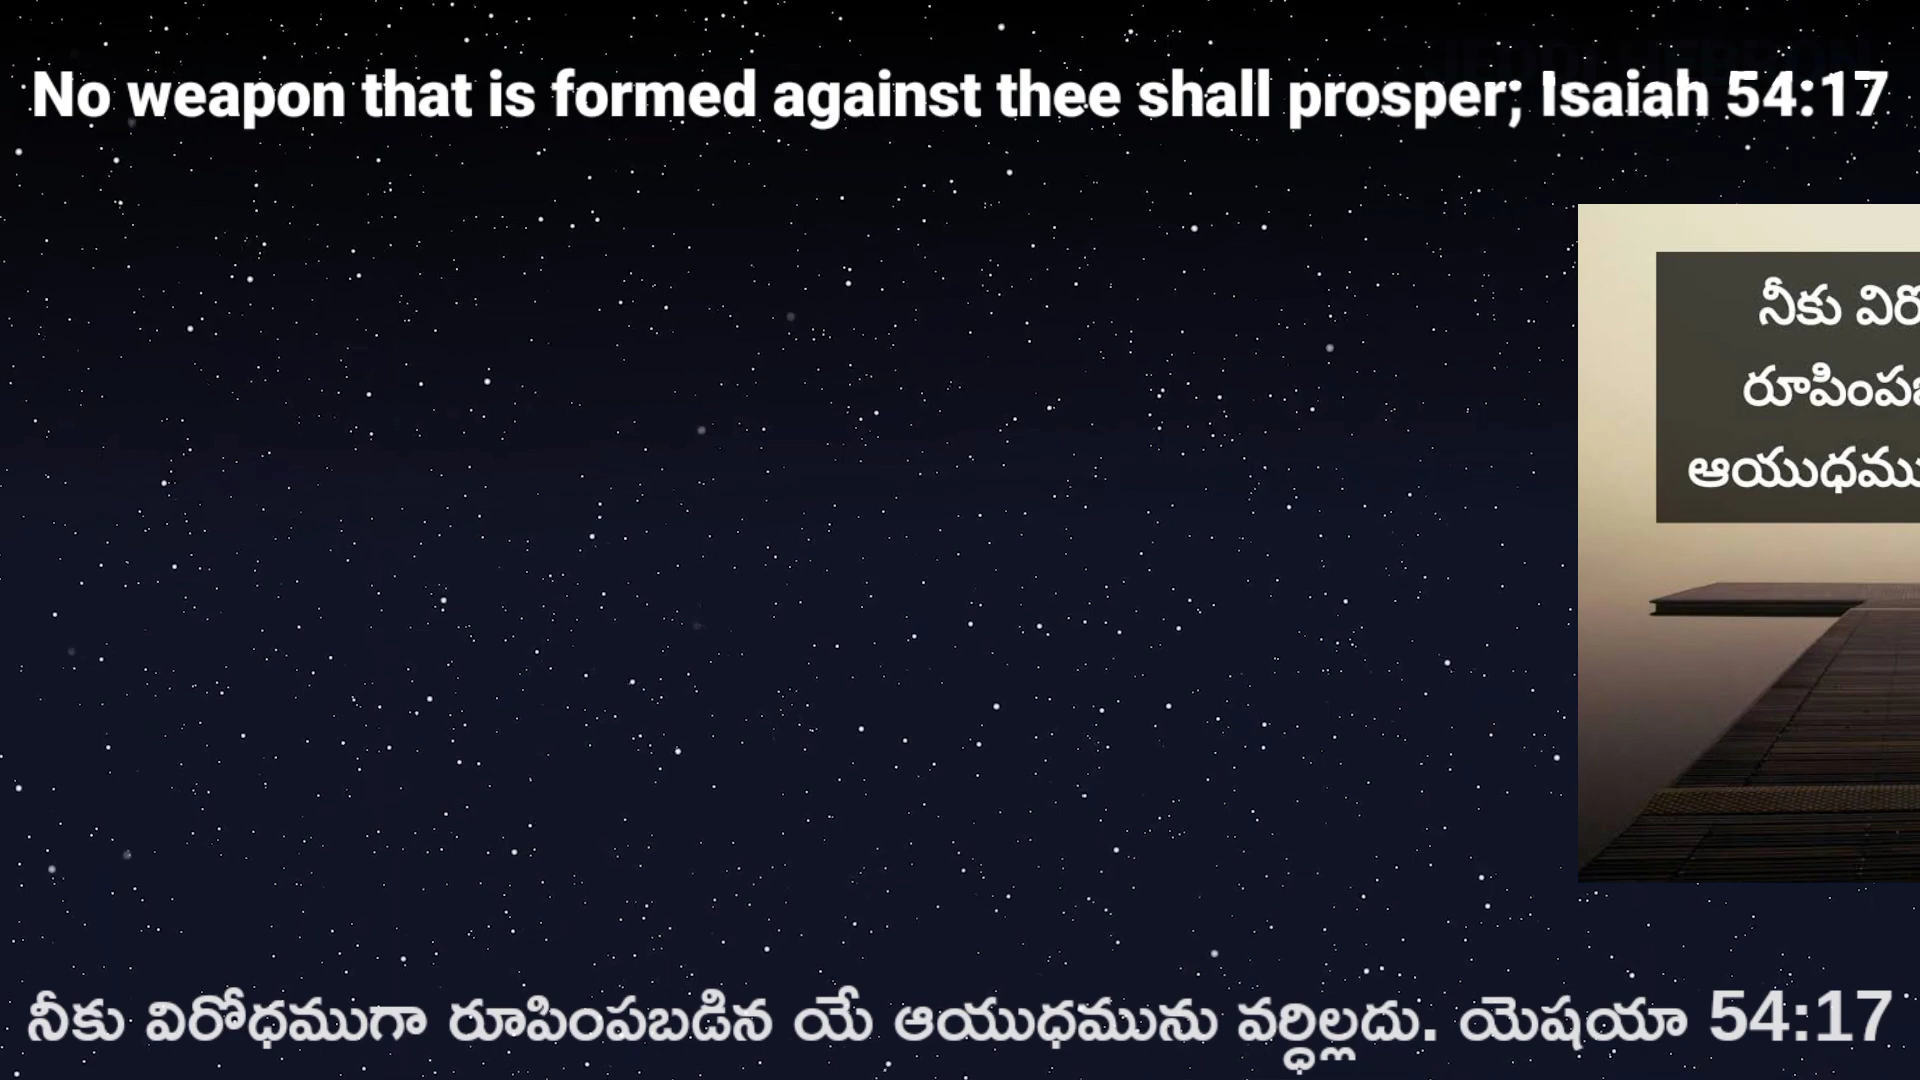 No weapon that is formed against thee shall prosper; Isaiah 54:17
నీకు
రూపింప
నీకు విరోధముగా రూపింపబడిన యే ఆయుధమును వర్ధిల్లదు. యెషయా 54:17